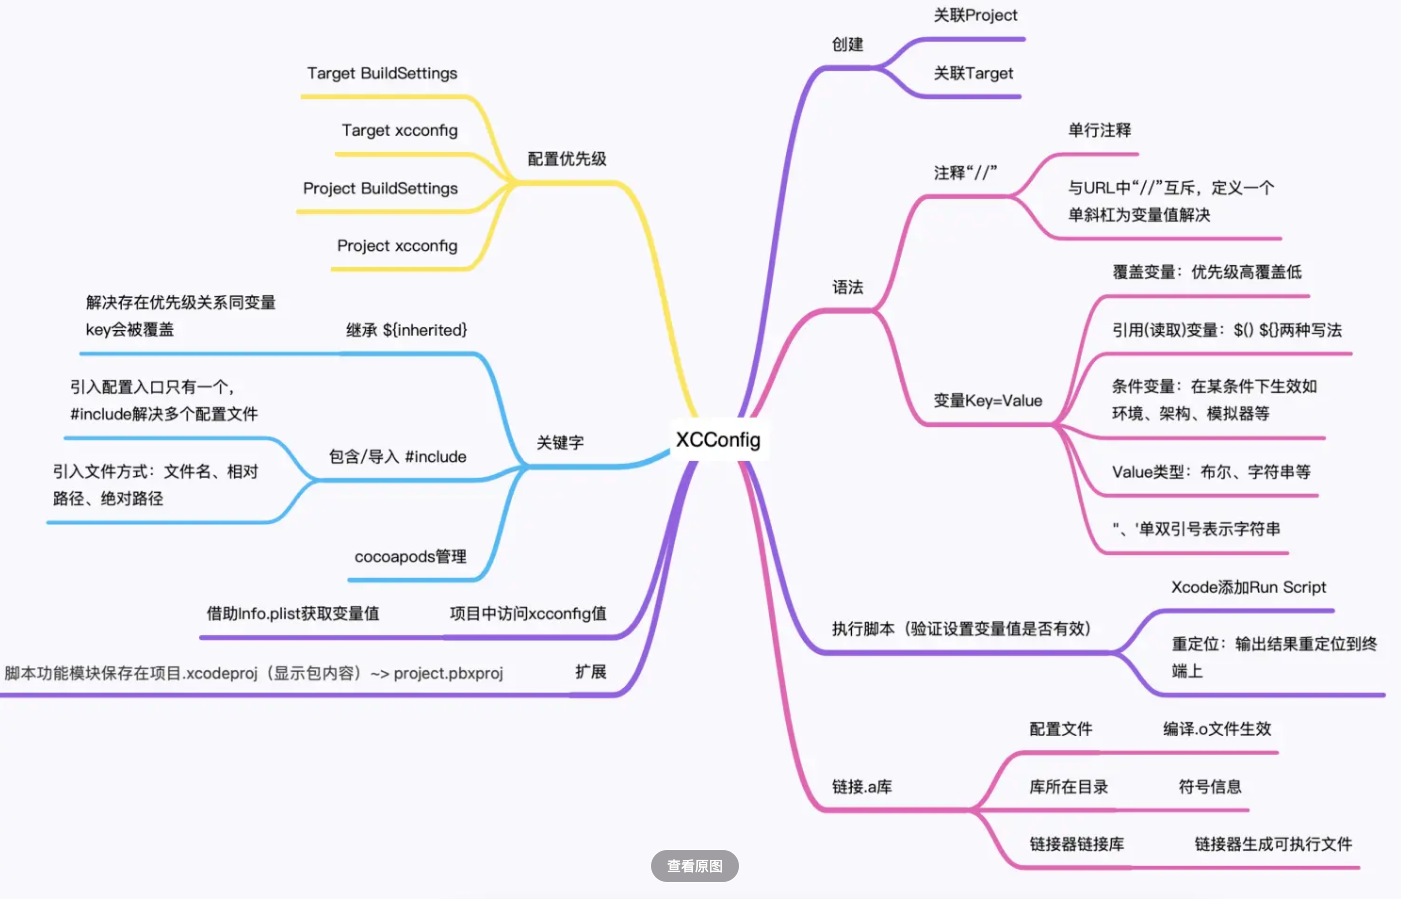 XCConfig
创建
关联Project
关联Target
语法
注释“//”
单行注释
与URL中“//”互斥，定义一个
单斜杠为变量值解决
变量Key=Value
覆盖变量：优先级高覆盖低
引用(读取)变量：$() ${}两种写法
条件变量：在某条件下生效如
环境、架构、模拟器等
Value类型：布尔、字符串等
"、'单双引号表示字符串
执行脚本（验证设置变量值是否有效）
Xcode添加Run Script
重定位：输出结果重定位到终
端上
链接.a库
配置文件
编译.o文件生效
库所在目录
符号信息
链接器链接库
链接器生成可执行文件
配置优先级
Target BuildSettings
Target xcconfig
Project BuildSettings
Project xcconfig
关键字
继承 ${inherited}
解决存在优先级关系同变量
key会被覆盖
包含/导入 #include
引入配置入口只有一个，
#include解决多个配置文件
引入文件方式：文件名、相对
路径、绝对路径
cocoapods管理
项目中访问xcconfig值
借助Info.plist获取变量值
扩展
脚本功能模块保存在项目.xcodeproj（显示包内容）~> project.pbxproj
查看原图